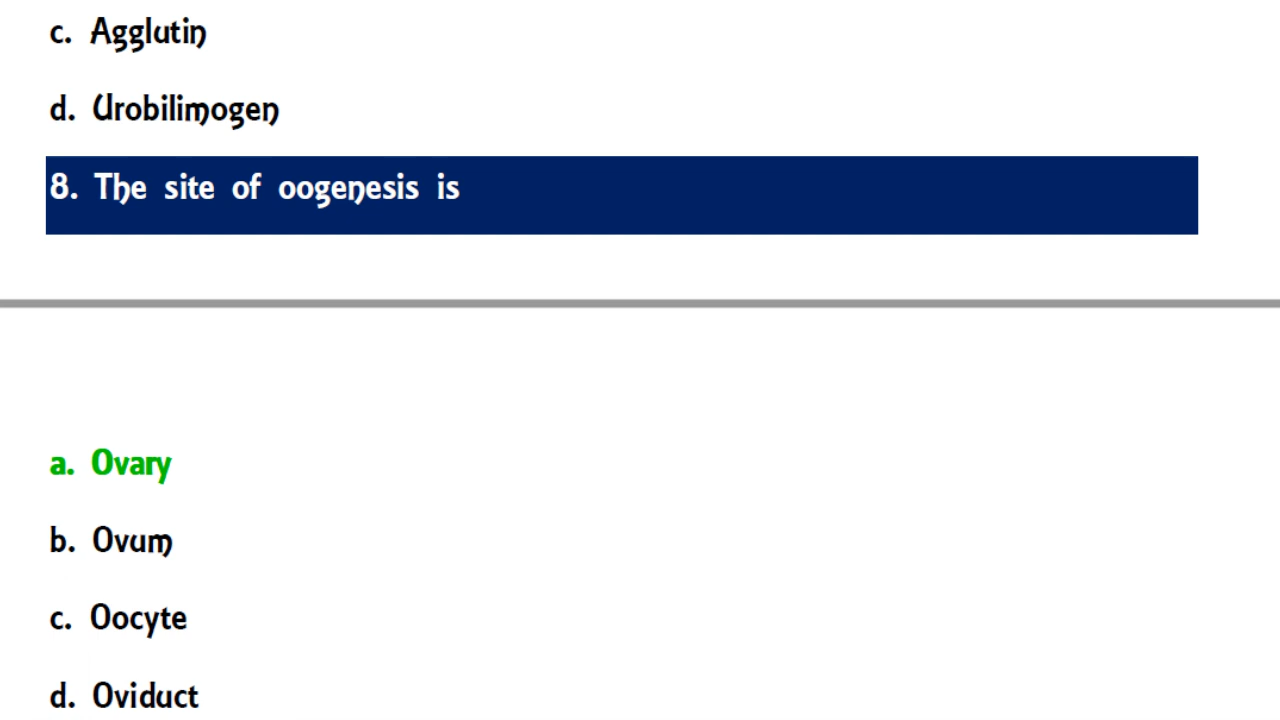 c. Agglutin
d. Urobilimogen
8. The site of oogenesis is
a. Ovary
b. Ovum
c. Oocyte
d. Oviduct